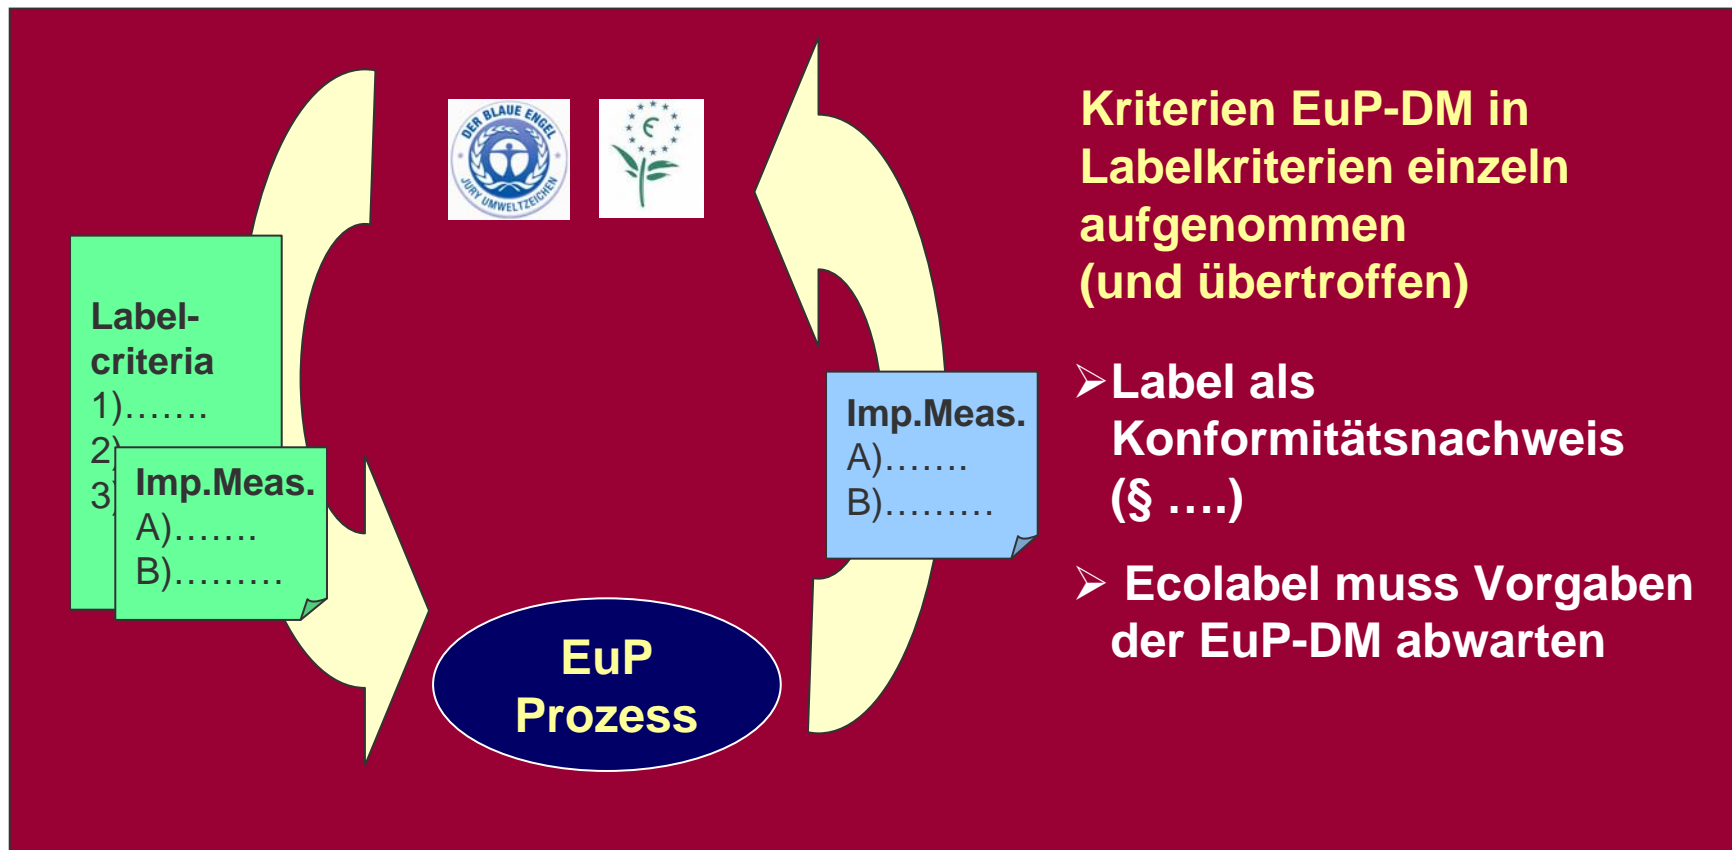 DER BLAUE ENGEL
JURY UMWELTZEICHEN
Label-
criteria
1)…….
2)
3)
Imp.Meas.
A)…….
B)………
EuP
Prozess
Imp.Meas.
A)…….
B)………
Kriterien EuP-DM in
Labelkriterien einzeln
aufgenommen
(und übertroffen)
Label als
Konformitätsnachweis
(§ ….)
Ecolabel muss Vorgaben
der EuP-DM abwarten